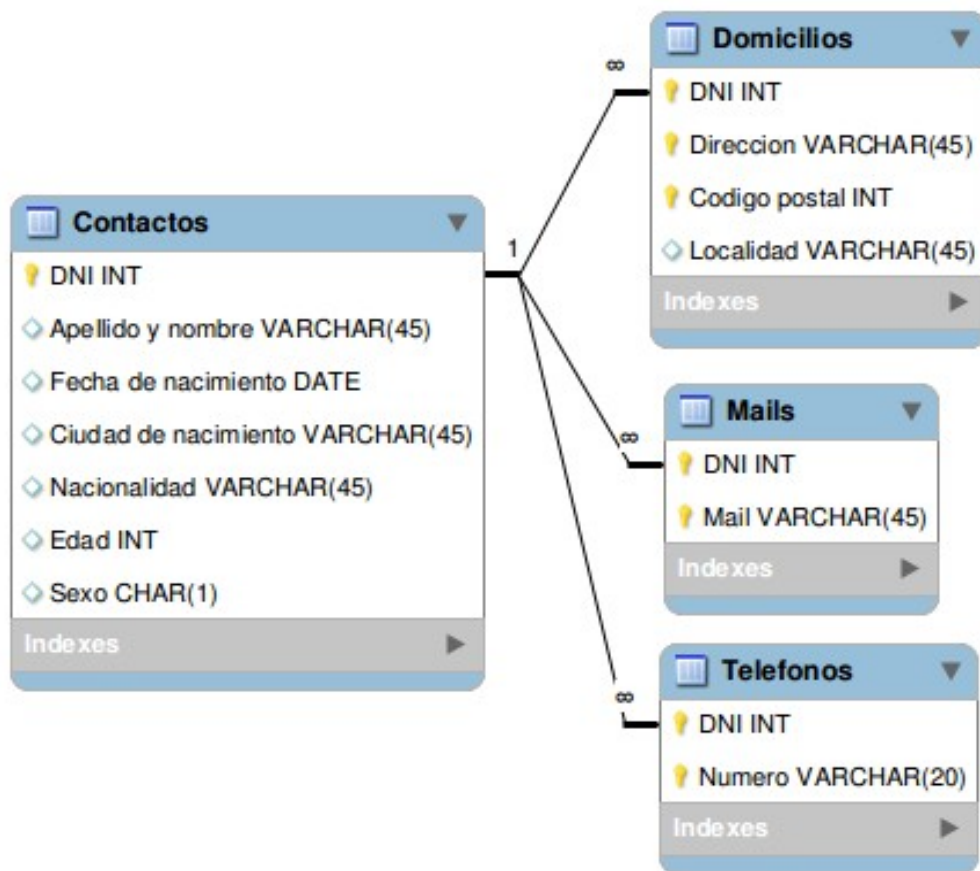 Contactos
DNI INT
Apellido y nombre VARCHAR(45)
Fecha de nacimiento DATE
Ciudad de nacimiento VARCHAR(45)
Nacionalidad VARCHAR(45)
Edad INT
Sexo CHAR(1)
Indexes
1
∞
Domicilios
DNI INT
Direccion VARCHAR(45)
Codigo postal INT
Localidad VARCHAR(45)
Indexes
∞
Mails
DNI INT
Mail VARCHAR(45)
Indexes
∞
Telefonos
DNI INT
Numero VARCHAR(20)
Indexes